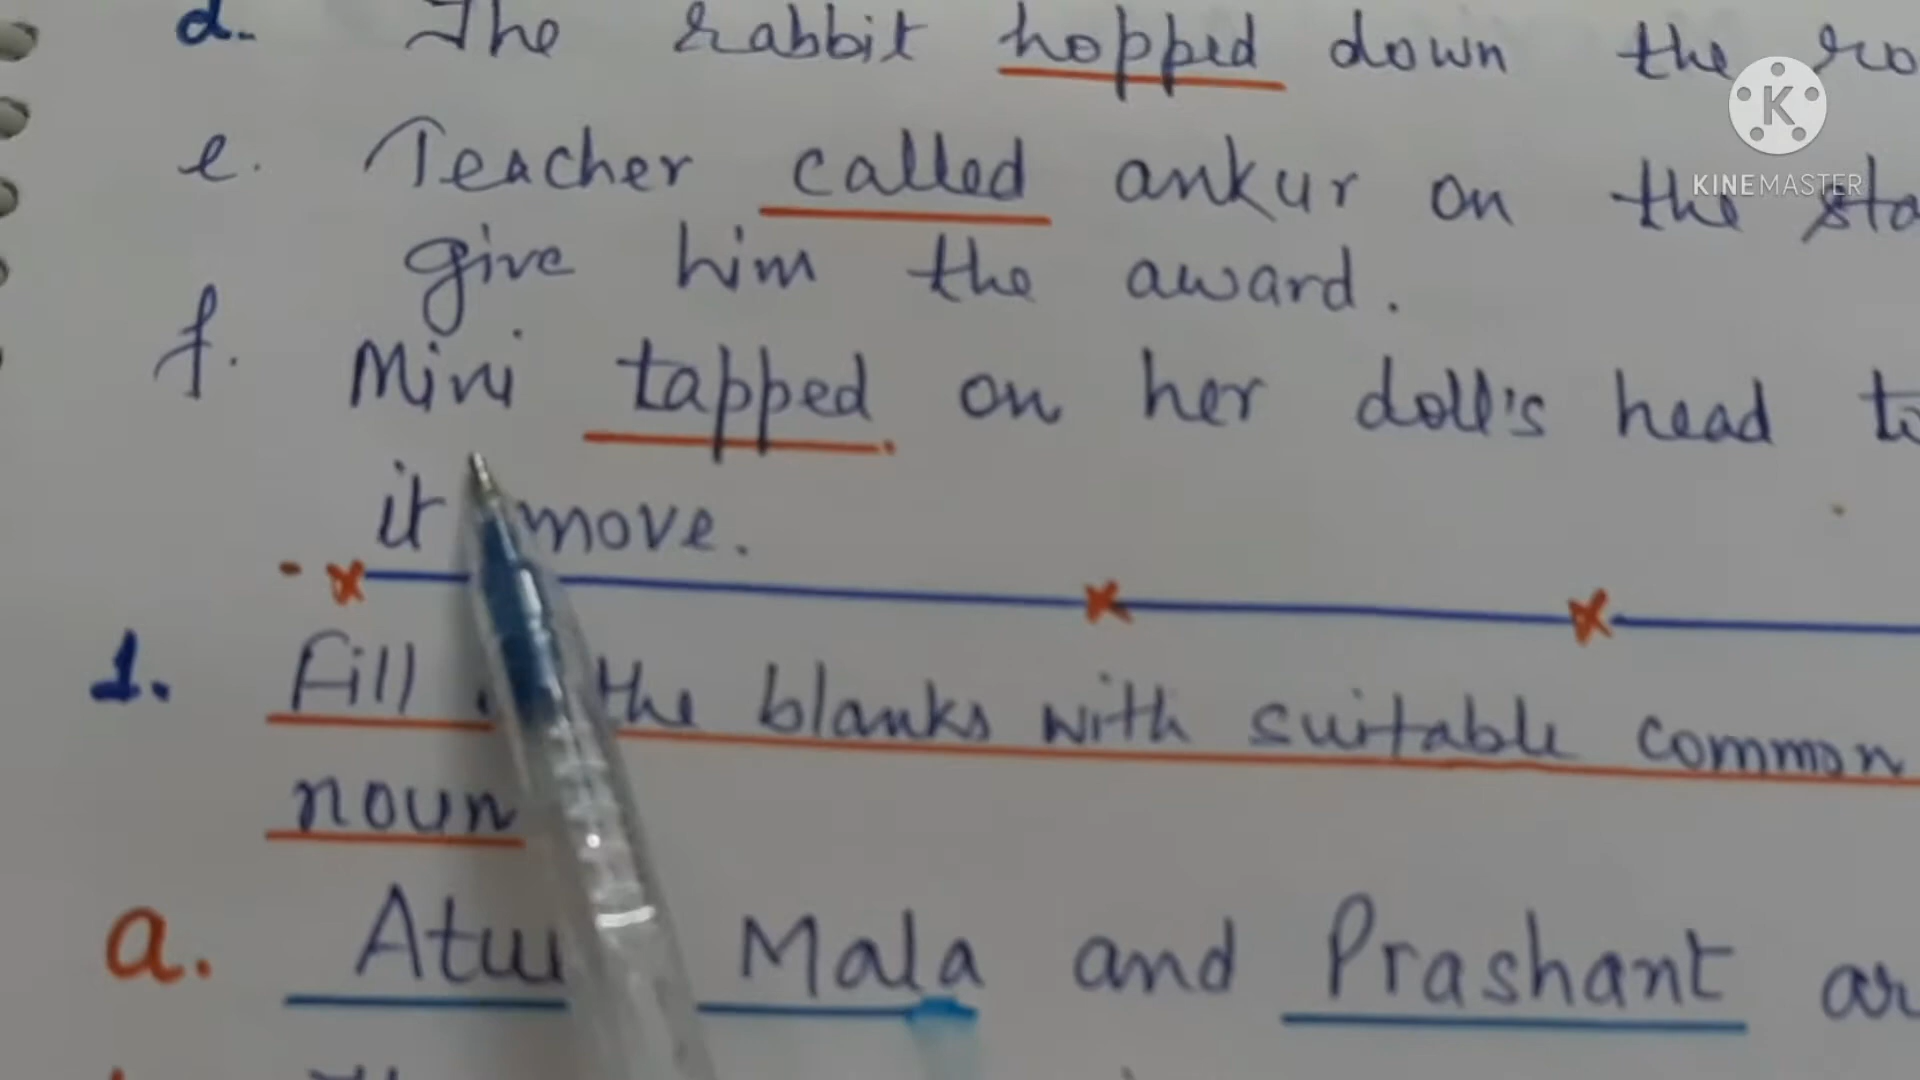 d. The rabbit hopped down the
e. Teacher called ankur on the
give him the award.
f. Mini tapped on her doll's head
it move.
1. Fill the blanks with suitable common
noun
a. Mala and Prashant
K
KINEMASTER